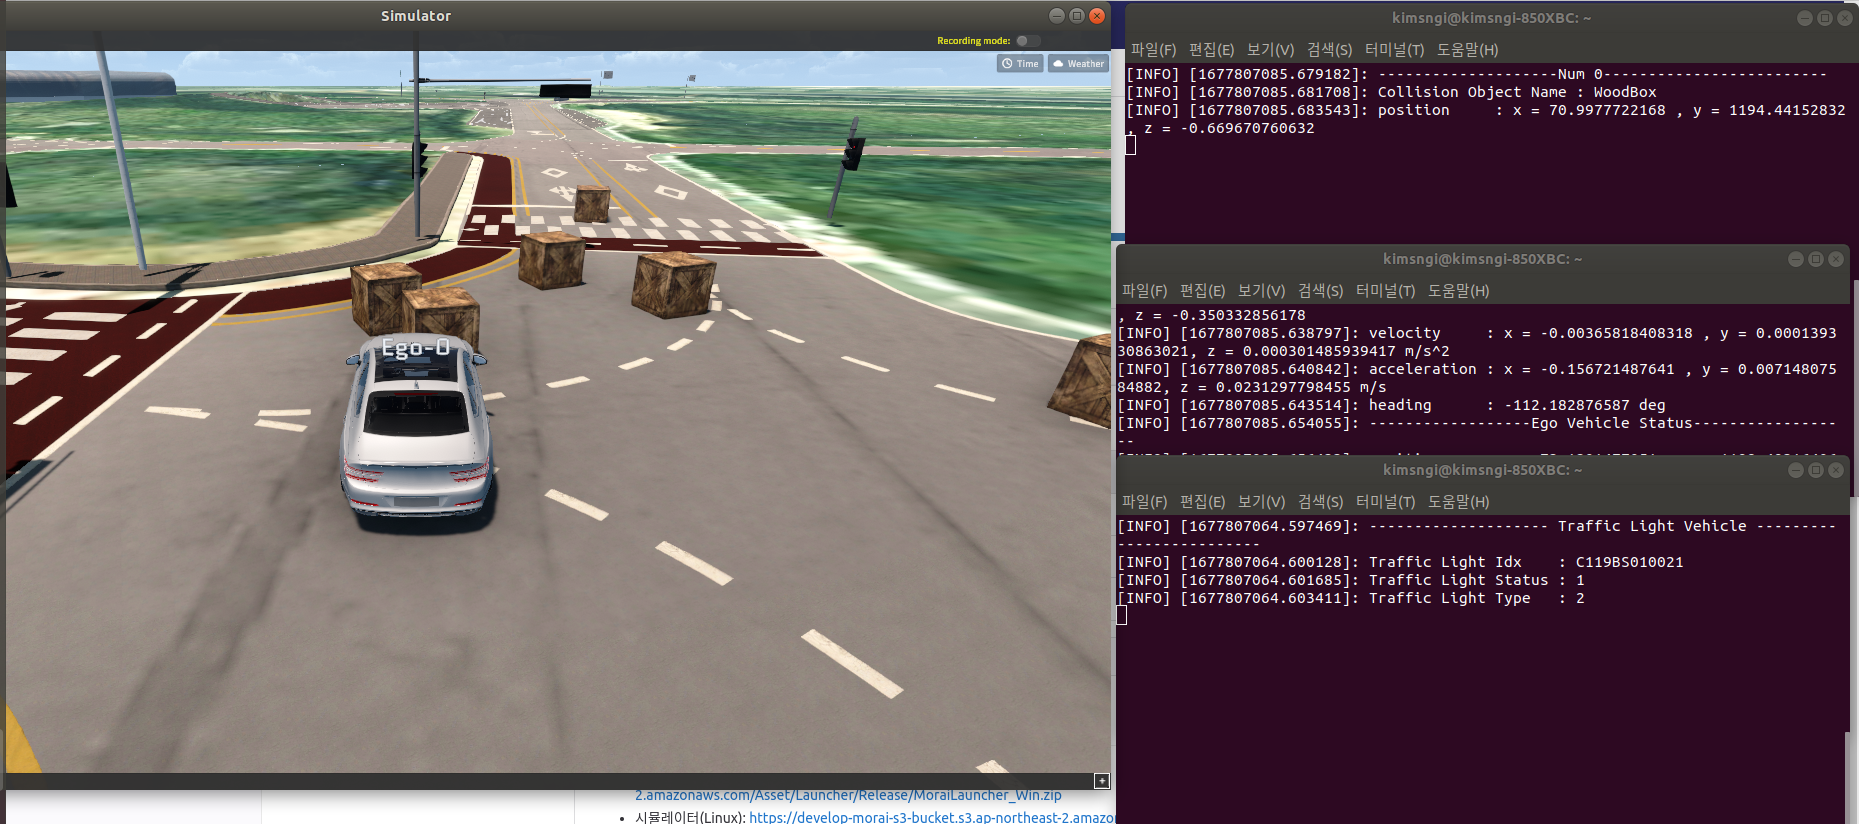 Simulator
Recording mode:
Time
Weather
Ego-0
2.amazonaws.com/Asset/Launcher/Release/MoraiLauncher_Win.zip
• 시뮬레이터(Linux): https://develop-morai-s3-bucket.s3.ap-northeast-2.amazo
kimsngi@kimsngi-850XBC: ~
파일(F) 편집(E) 보기(V) 검색(S) 터미널(T) 도움말(H)
[INFO] [1677807085.679182]: --------------------Num 0-------------------------
[INFO] [1677807085.681708]: Collision Object Name : WoodBox
[INFO] [1677807085.683543]: position     : x = 70.9977722168 , y = 1194.44152832
, z = -0.669670760632
kimsngi@kimsngi-850XBC: ~
파일(F) 편집(E) 보기(V) 검색(S) 터미널(T) 도움말(H)
, z = -0.350332856178
[INFO] [1677807085.638797]: velocity     : x = -0.00365818408318 , y = 0.0001393
30863021, z = 0.000301485939417 m/s^2
[INFO] [1677807085.640842]: acceleration : x = -0.156721487641 , y = 0.007148075
84882, z = 0.0231297798455 m/s
[INFO] [1677807085.643514]: heading      : -112.182876587 deg
[INFO] [1677807085.654055]: ------------------Ego Vehicle Status----------------
--
kimsngi@kimsngi-850XBC: ~
파일(F) 편집(E) 보기(V) 검색(S) 터미널(T) 도움말(H)
[INFO] [1677807064.597469]: -------------------- Traffic Light Vehicle ---------
----------------
[INFO] [1677807064.600128]: Traffic Light Idx    : C119BS010021
[INFO] [1677807064.601685]: Traffic Light Status : 1
[INFO] [1677807064.603411]: Traffic Light Type   : 2